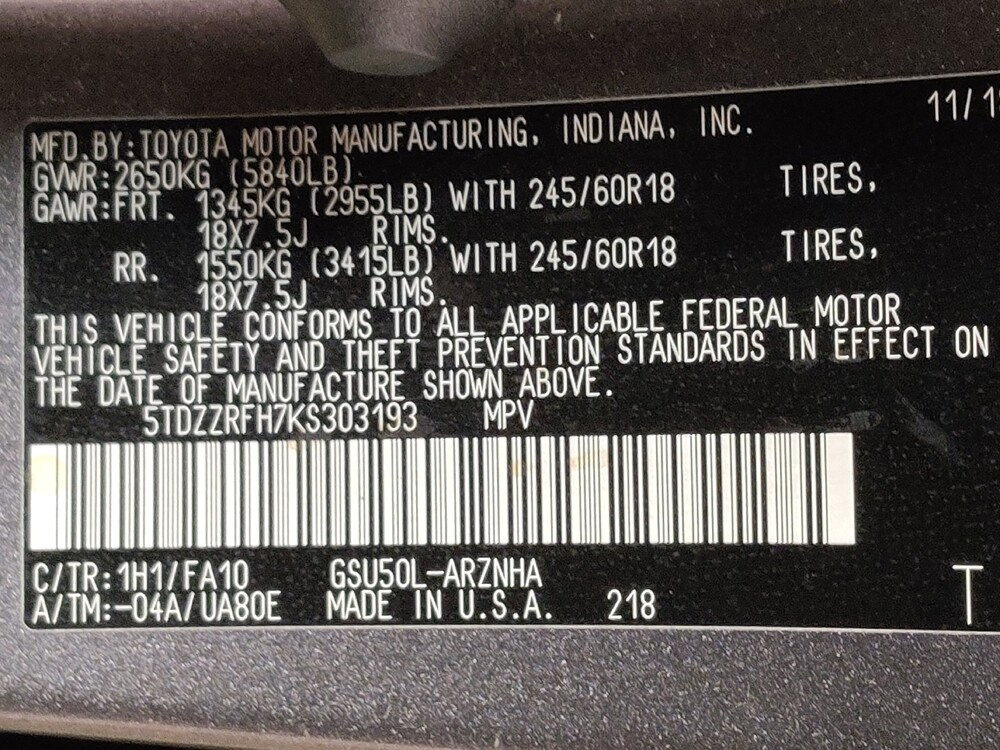 MFD.BY:TOYOTA MOTOR MANUFACTURING, INDIANA, INC. 11/1
GVWR:2650KG (5840LB)
GAWR:FRT. 1345KG (2955LB) WITH 245/60R18 TIRES,
18X7.5J RIMS.
RR. 1550KG (3415LB) WITH 245/60R18 TIRES,
18X7.5J RIMS.
THIS VEHICLE CONFORMS TO ALL APPLICABLE FEDERAL MOTOR
VEHICLE SAFETY AND THEFT PREVENTION STANDARDS IN EFFECT ON
THE DATE OF MANUFACTURE SHOWN ABOVE.
5TDZZRFH7KS303193 MPV
C/TR:1H1/FA10 GSU50L-ARZNHA
A/TM:-04A/UA80E MADE IN U.S.A. 218 T